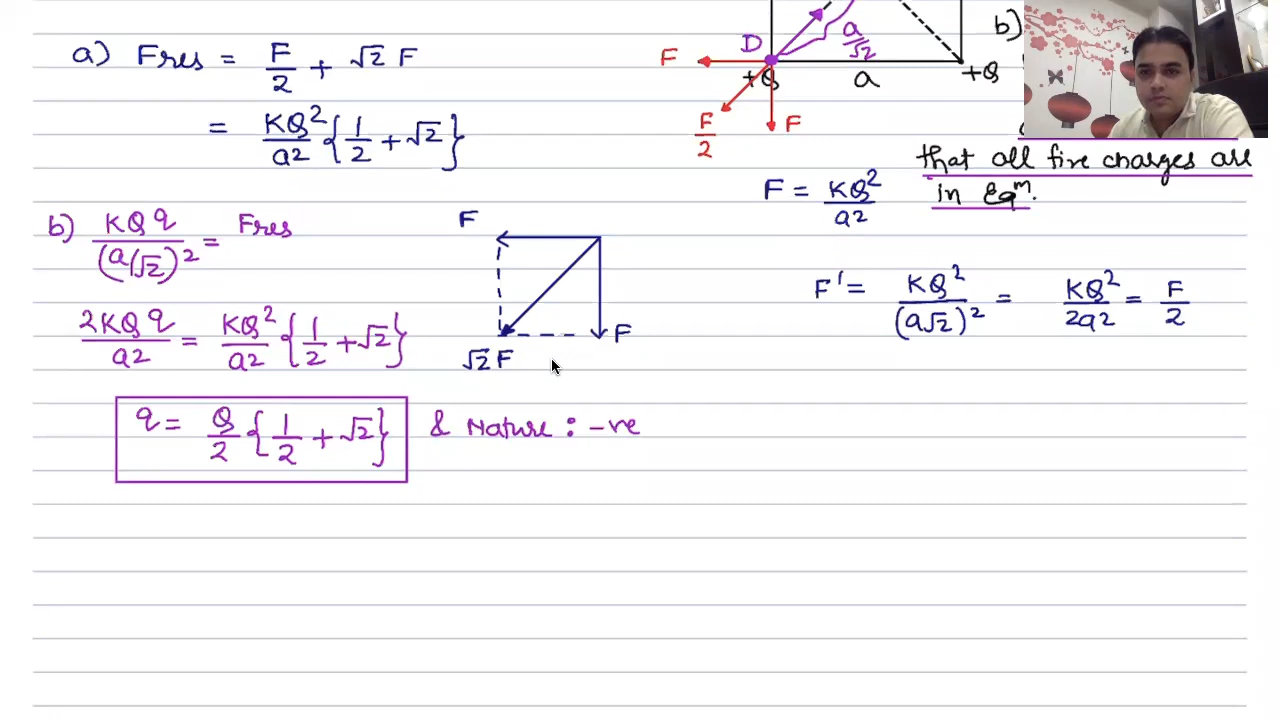 a) Fres = F/2 + √2 F
= KQ²/a² {1/2 + √2}
b) KQq/(a/√2)² = Fres
2KQq/a² = KQ²/a² {1/2 + √2}
q = Q/2 {1/2 + √2} & Nature : -ve
F
F
√2 F
D
a/√2
F
+Q
a
+Q
F/2
F
F = KQ²/a²
b)
that all five charges are
in Eqᵐ.
F' = KQ²/(a√2)² = KQ²/2a² = F/2